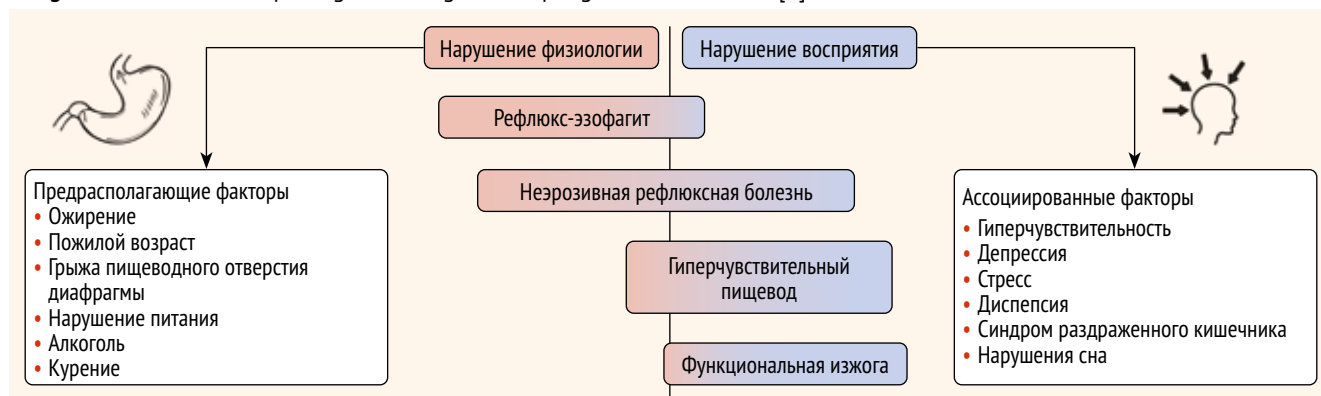 Нарушение физиологии
Нарушение восприятия
Рефлюкс-эзофагит
Неэрозивная рефлюксная болезнь
Гиперчувствительный
пищевод
Функциональная изжога
Предрасполагающие факторы
• Ожирение
• Пожилой возраст
• Грыжа пищеводного отверстия
диафрагмы
• Нарушение питания
• Алкоголь
• Курение
Ассоциированные факторы
• Гиперчувствительность
• Депрессия
• Стресс
• Диспепсия
• Синдром раздраженного кишечника
• Нарушения сна